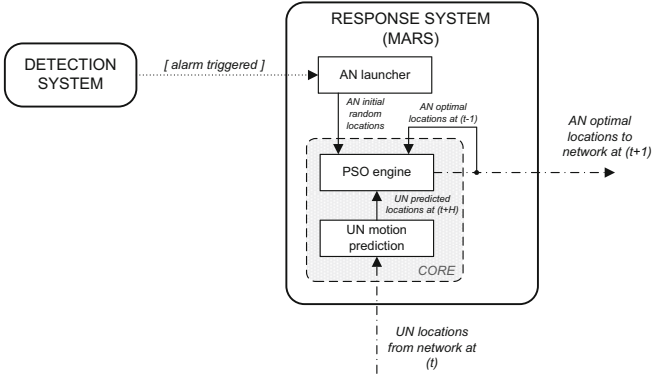 RESPONSE SYSTEM
(MARS)
DETECTION
SYSTEM
[ alarm triggered ]
AN launcher
AN initial
random
locations
AN optimal
locations at (t-1)
AN optimal
locations to
network at (t+1)
PSO engine
UN predicted
locations at (t+H)
UN motion
prediction
CORE
UN locations
from network at
(t)